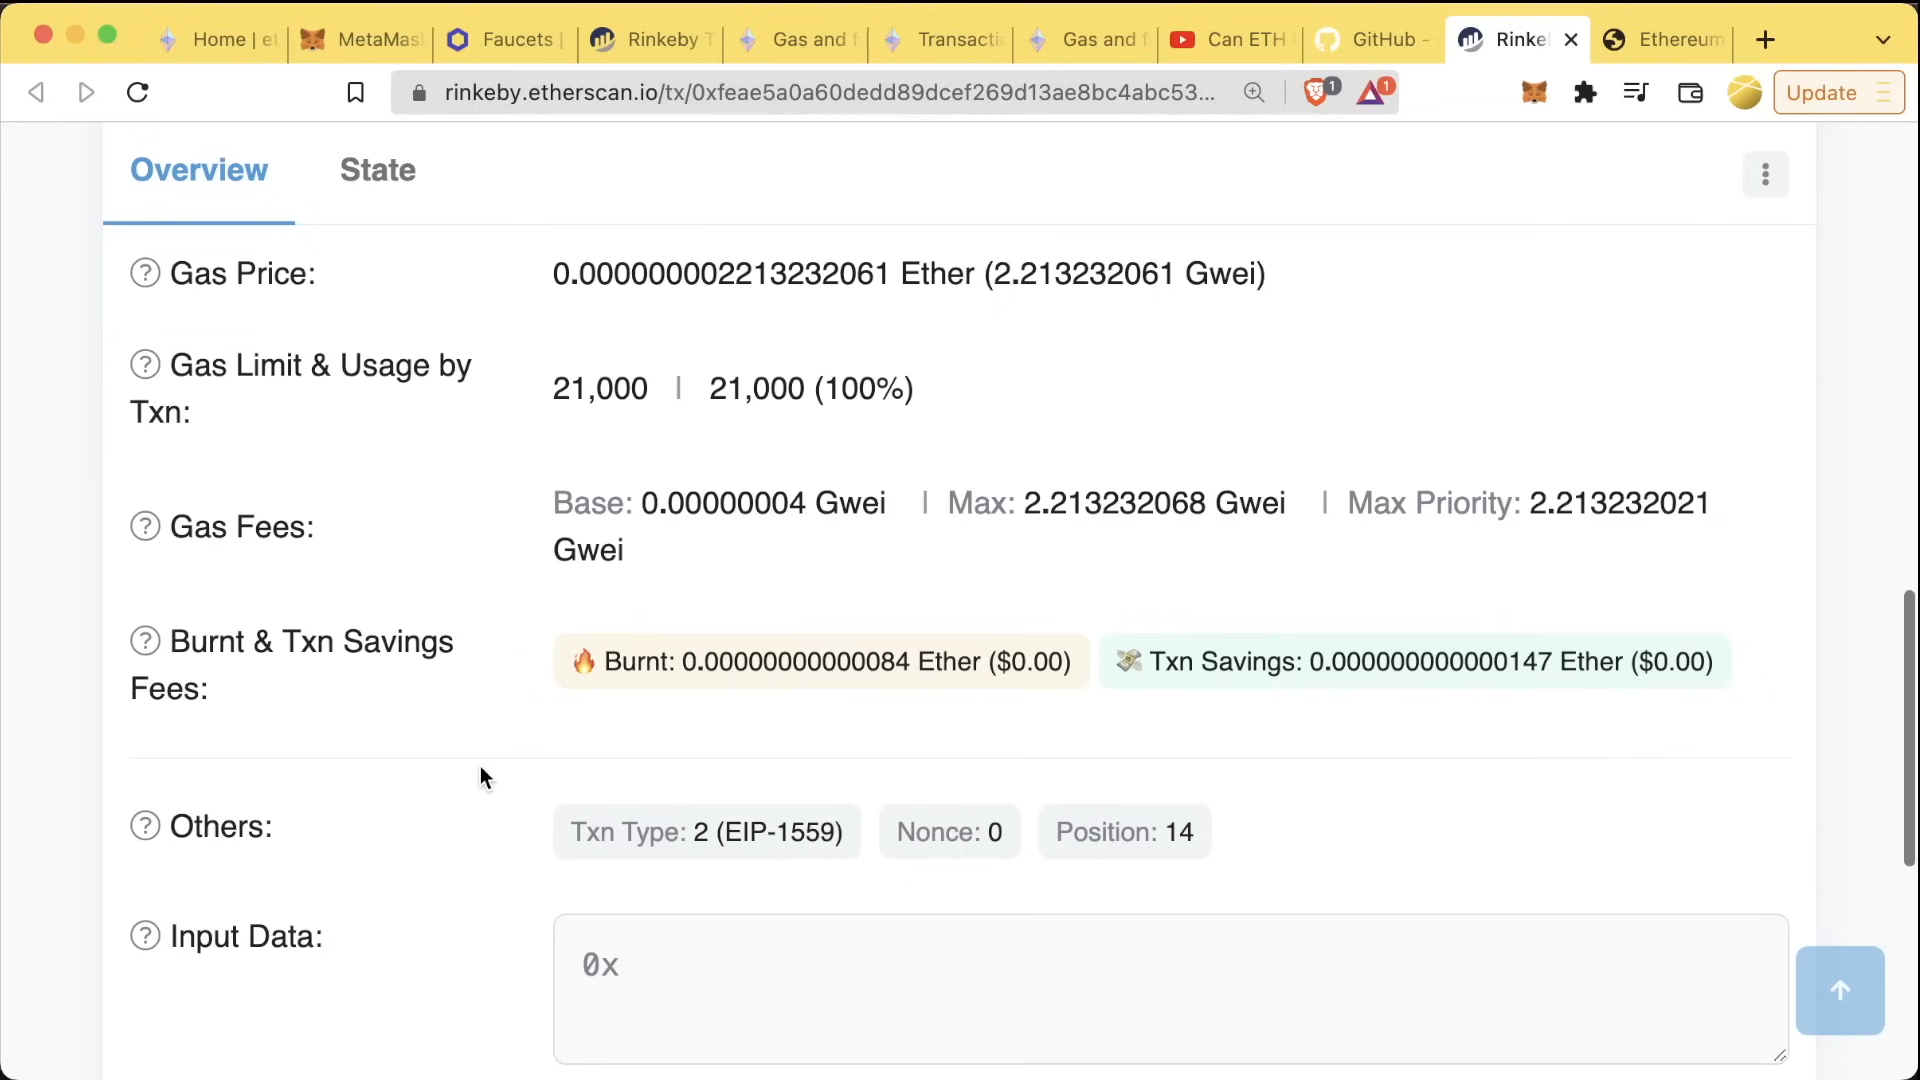 Home | et
MetaMas
Faucets |
Rinkeby T
Gas and f
Transacti
Gas and f
Can ETH
GitHub -
Rinke
Ethereum
rinkeby.etherscan.io/tx/0xfeae5a0a60dedd89dcef269d13ae8bc4abc53...
1
1
Update
Overview
State
Gas Price:
0.000000002213232061 Ether (2.213232061 Gwei)
Gas Limit & Usage by
Txn:
21,000 | 21,000 (100%)
Gas Fees:
Base: 0.00000004 Gwei | Max: 2.213232068 Gwei | Max Priority: 2.213232021
Gwei
Burnt & Txn Savings
Fees:
🔥 Burnt: 0.00000000000084 Ether ($0.00)
💸 Txn Savings: 0.000000000000147 Ether ($0.00)
Others:
Txn Type: 2 (EIP-1559)
Nonce: 0
Position: 14
Input Data:
0x